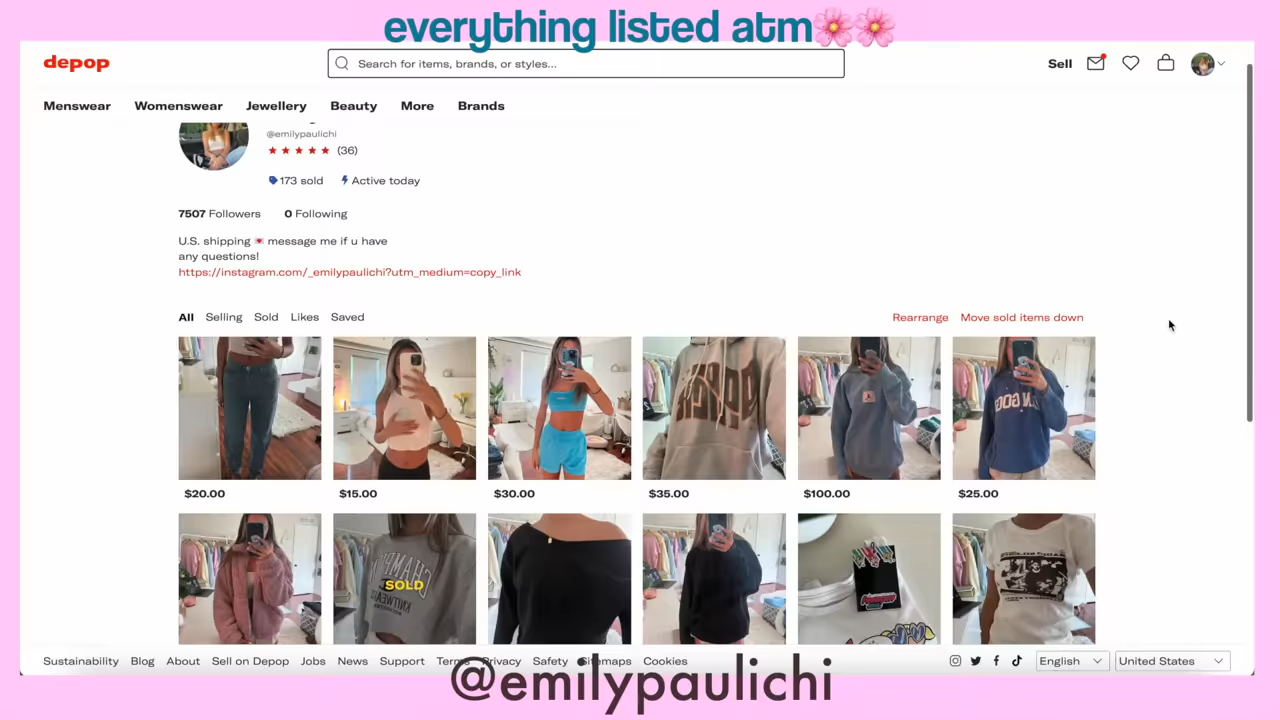 everything listed atm🌸🌸
depop
Search for items, brands, or styles...
Sell
Menswear Womenswear Jewellery Beauty More Brands
@emilypaulichi
(36)
173 sold Active today
7507 Followers 0 Following
U.S. shipping 💌 message me if u have
any questions!
https://instagram.com/_emilypaulichi?utm_medium=copy_link
All Selling Sold Likes Saved
Rearrange Move sold items down
$20.00 $15.00 $30.00 $35.00 $100.00 $25.00
SOLD
Sustainability Blog About Sell on Depop Jobs News Support Terms Privacy Safety Sitemaps Cookies
English United States
@emilypaulichi